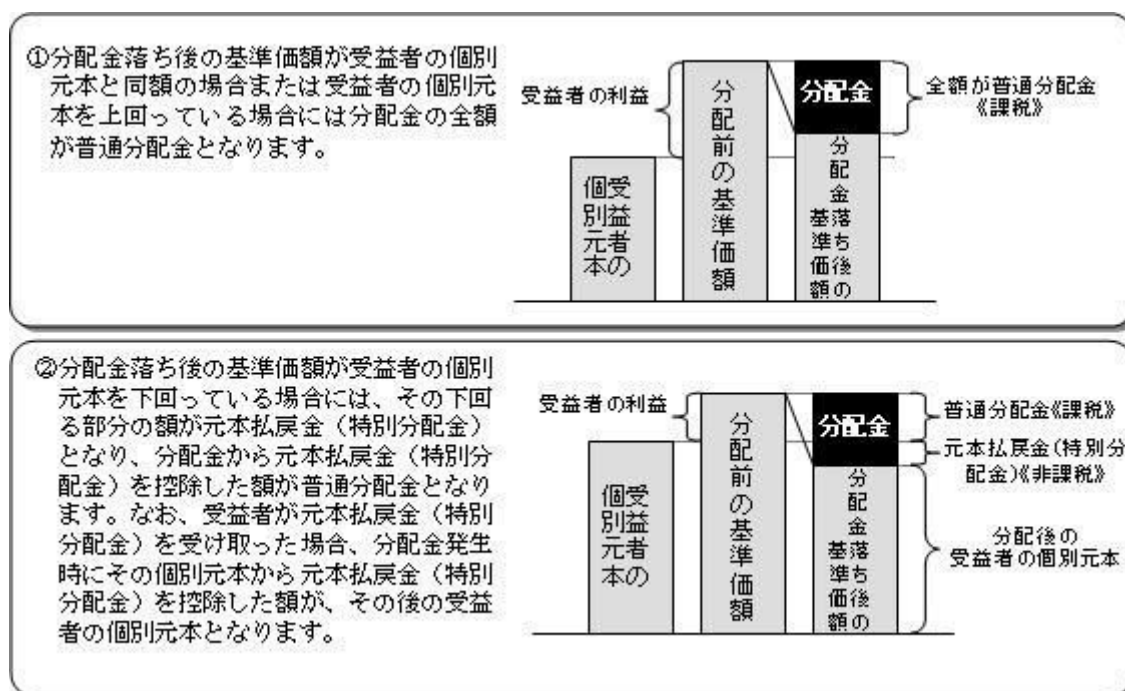 ①分配金落ち後の基準価額が受益者の個別
元本と同額の場合または受益者の個別元
本を上回っている場合には分配金の全額
が普通分配金となります。
受益者の利益
受益者の
個別元本
分配前の基準価額
分配金
分配金落ち後の
基準価額
全額が普通分配金
《課税》
②分配金落ち後の基準価額が受益者の個別
元本を下回っている場合には、その下回
る部分の額が元本払戻金（特別分配金）
となり、分配金から元本払戻金（特別分
配金）を控除した額が普通分配金となり
ます。なお、受益者が元本払戻金（特別
分配金）を受け取った場合、分配金発生
時にその個別元本から元本払戻金（特別
分配金）を控除した額が、その後の受益
者の個別元本となります。
受益者の利益
受益者の
個別元本
分配前の基準価額
分配金
分配金落ち後の
基準価額
普通分配金《課税》
元本払戻金(特別分
配金)《非課税》
分配後の
受益者の個別元本